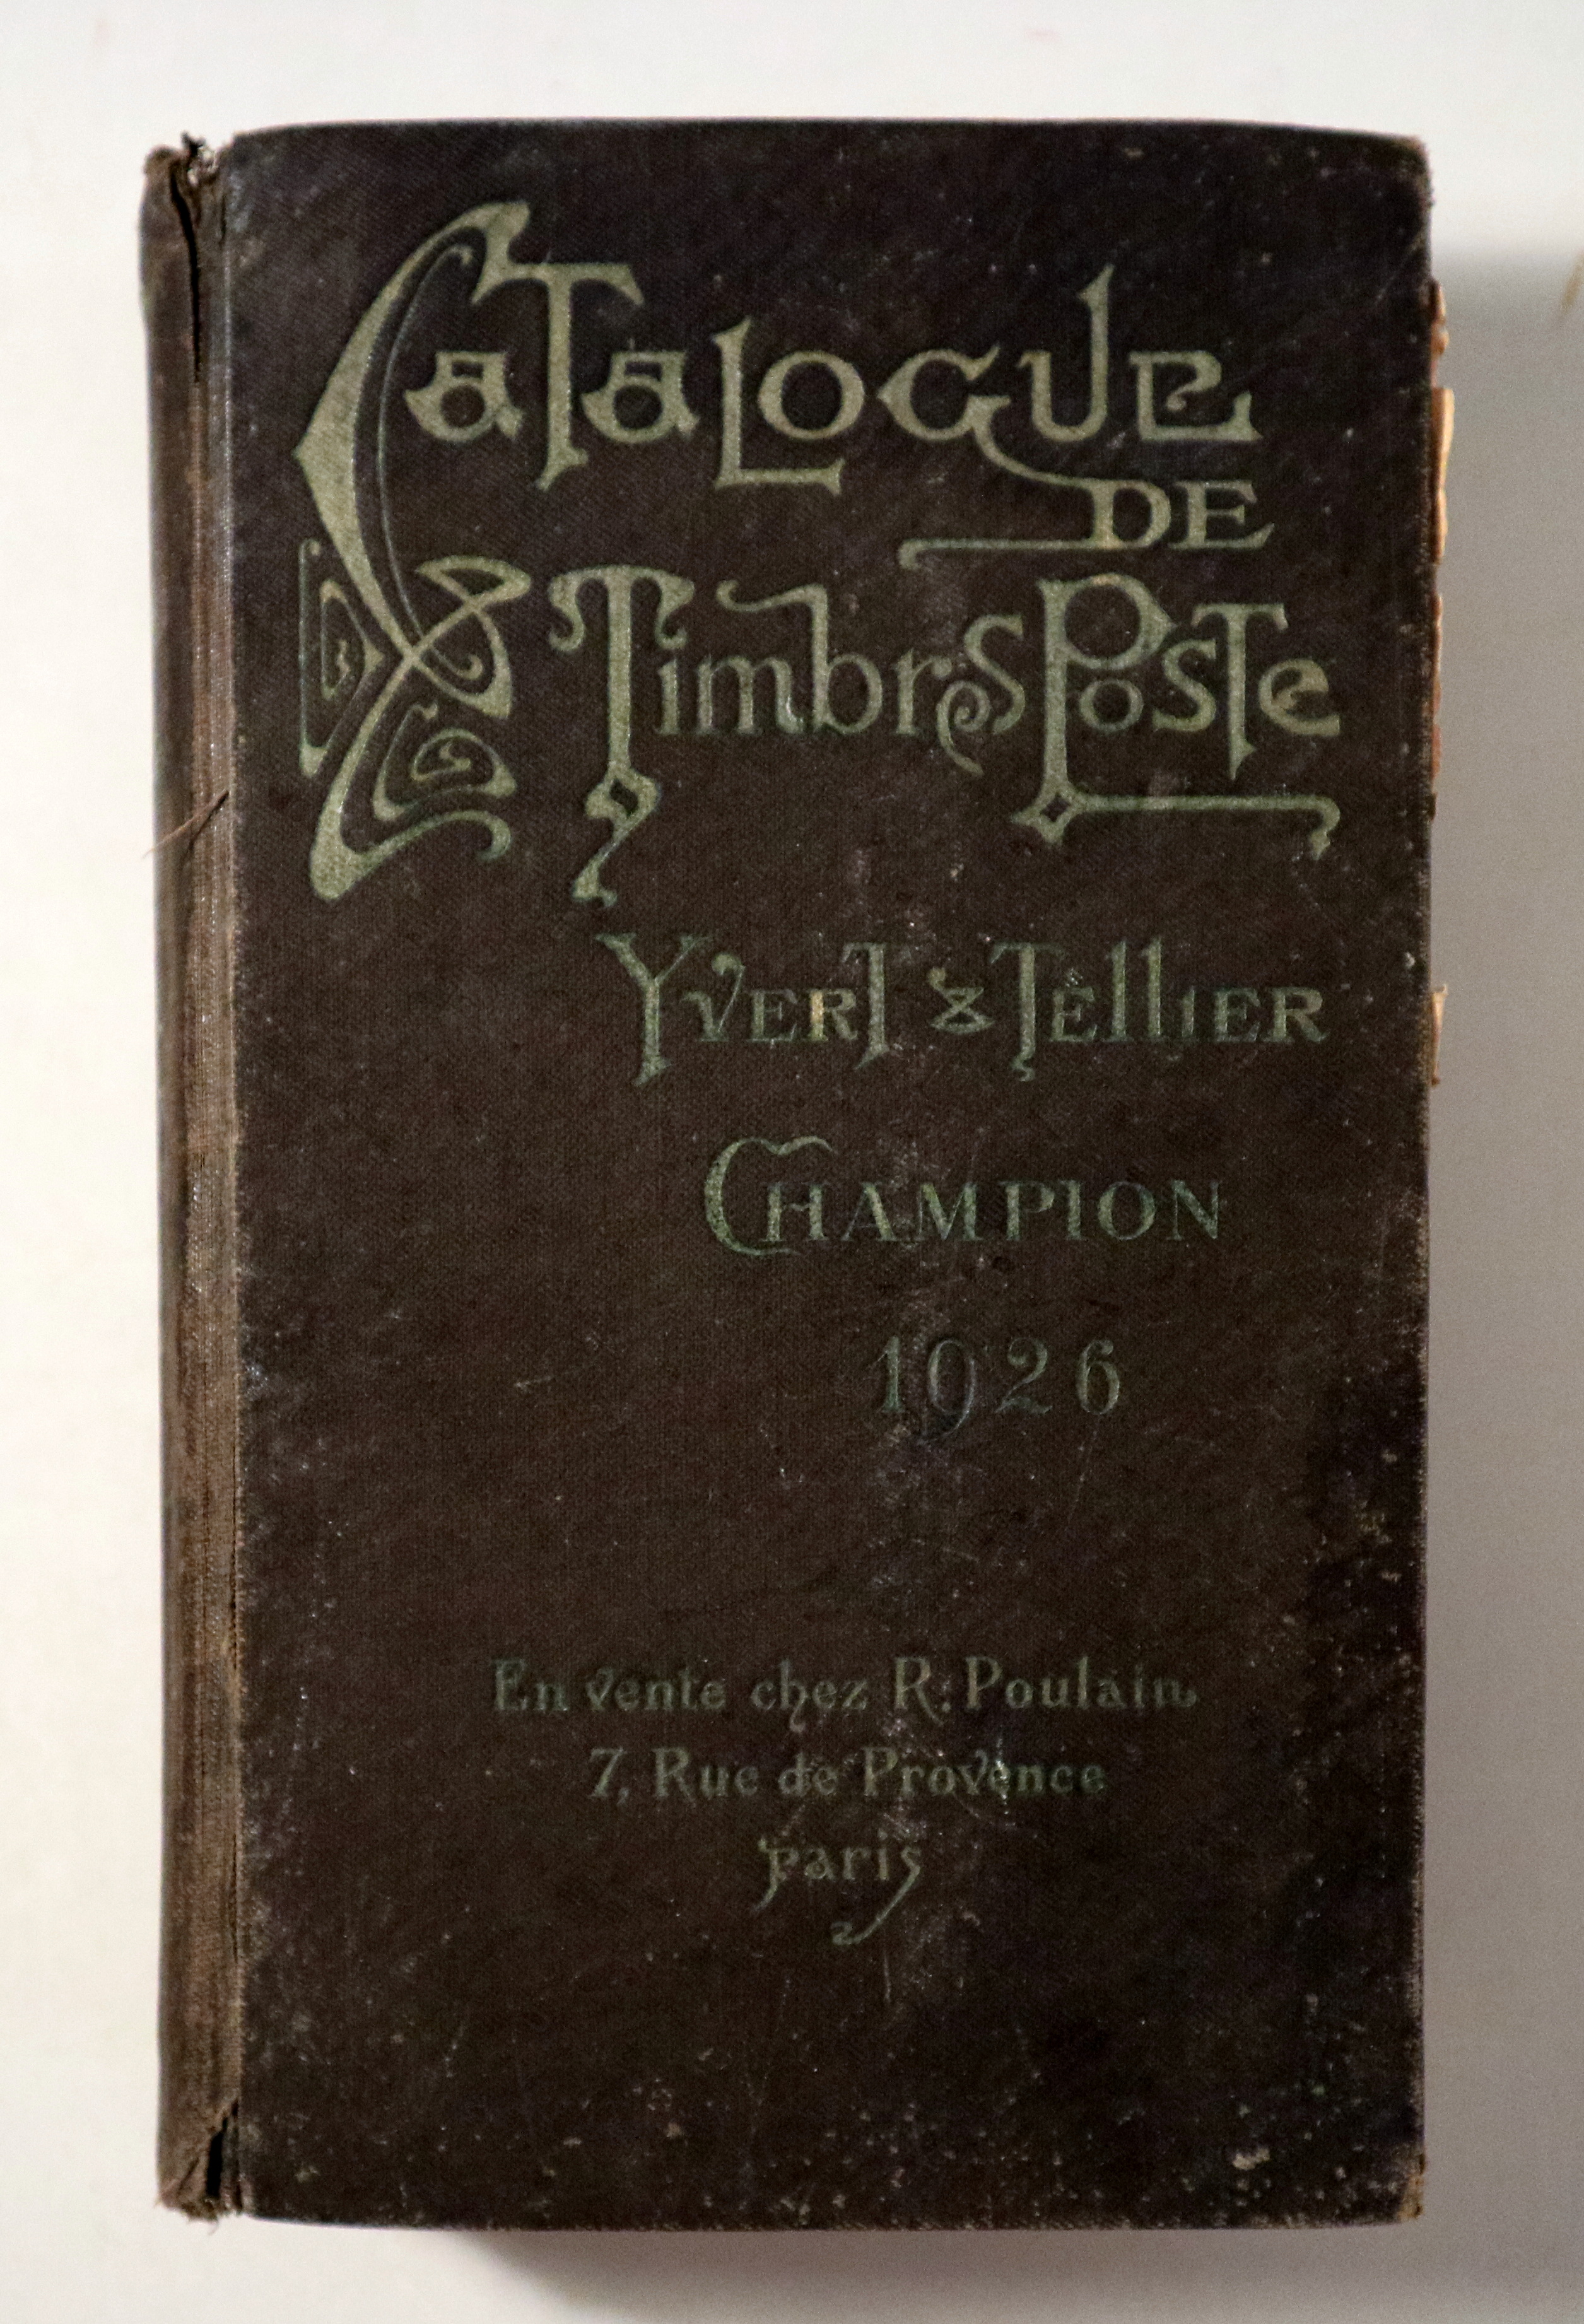 Catalogue
de
Timbres Poste
Yvert & Tellier
Champion
1926
En vente chez R. Poulain
7, Rue de Provence
Paris